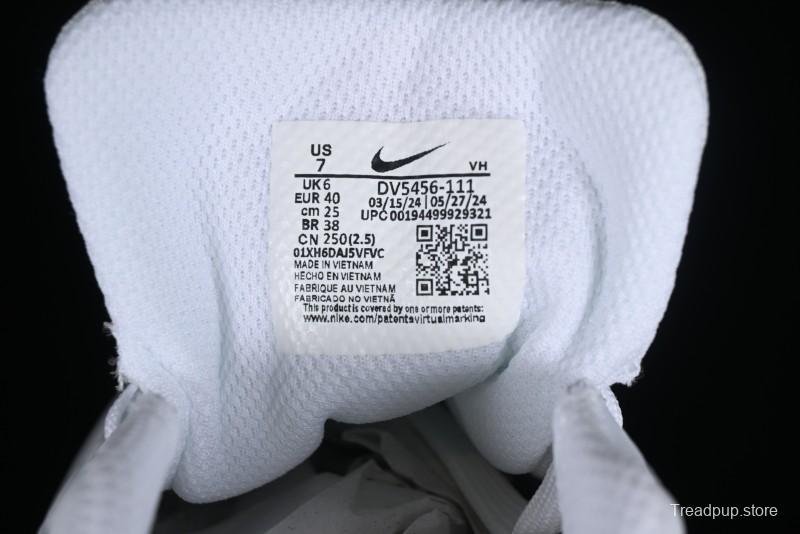 US
7
VH
UK 6
EUR 40
cm 25
BR 38
CN 250(2.5)
DV5456-111
03/15/24 | 05/27/24
UPC 00194499929321
01XH6DAJ5VFVC
MADE IN VIETNAM
HECHO EN VIETNAM
FABRIQUE AU VIETNAM
FABRICADO NO VIETNÃ
This product is covered by one or more patents:
www.nike.com/patentsvirtualmarking
Treadpup.store